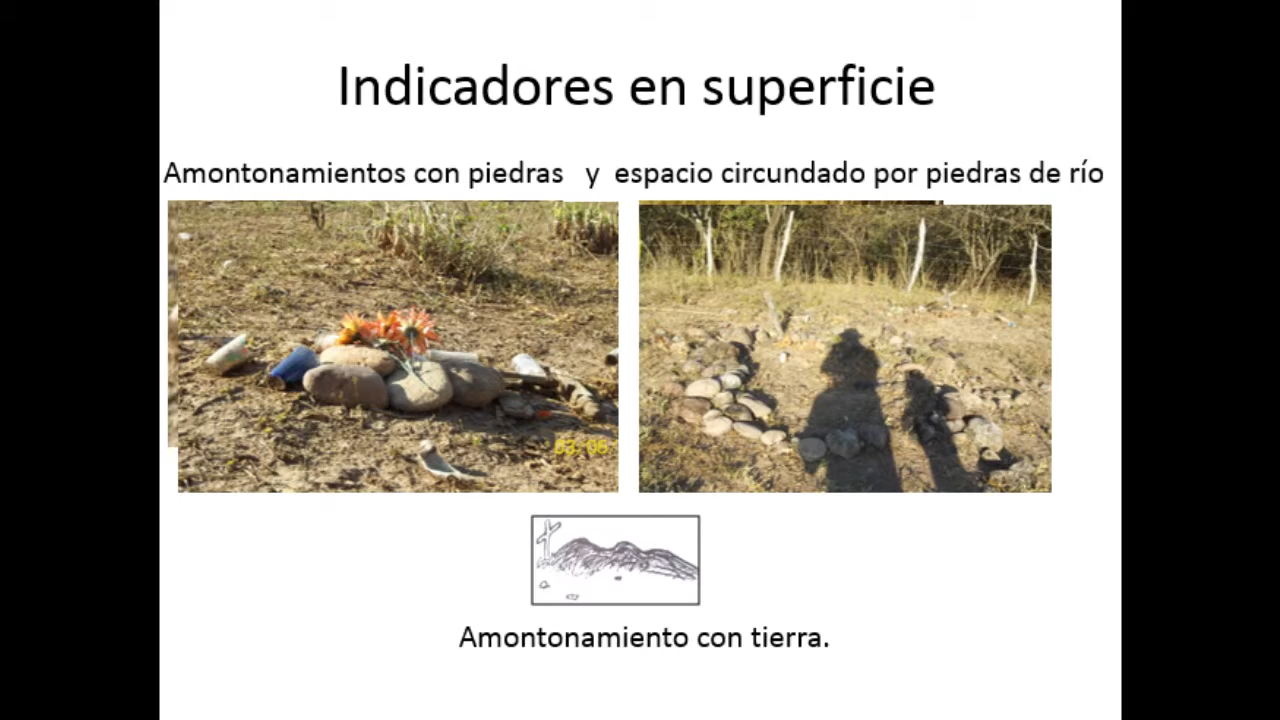 Indicadores en superficie
Amontonamientos con piedras y espacio circundado por piedras de río
Amontonamiento con tierra.